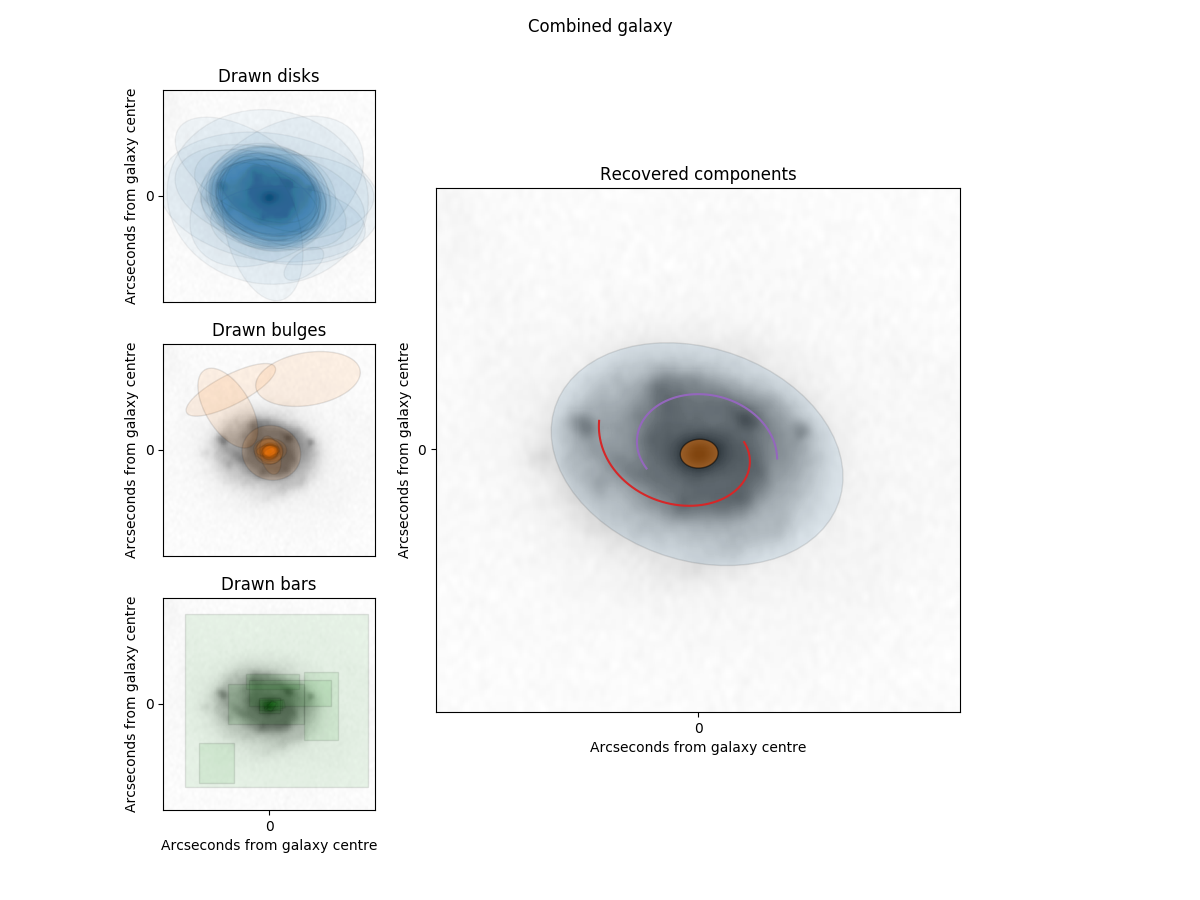 Combined galaxy
Drawn disks
Arcseconds from galaxy centre
0
Drawn bulges
Arcseconds from galaxy centre
0
Drawn bars
Arcseconds from galaxy centre
0
0
Arcseconds from galaxy centre
Recovered components
Arcseconds from galaxy centre
0
0
Arcseconds from galaxy centre